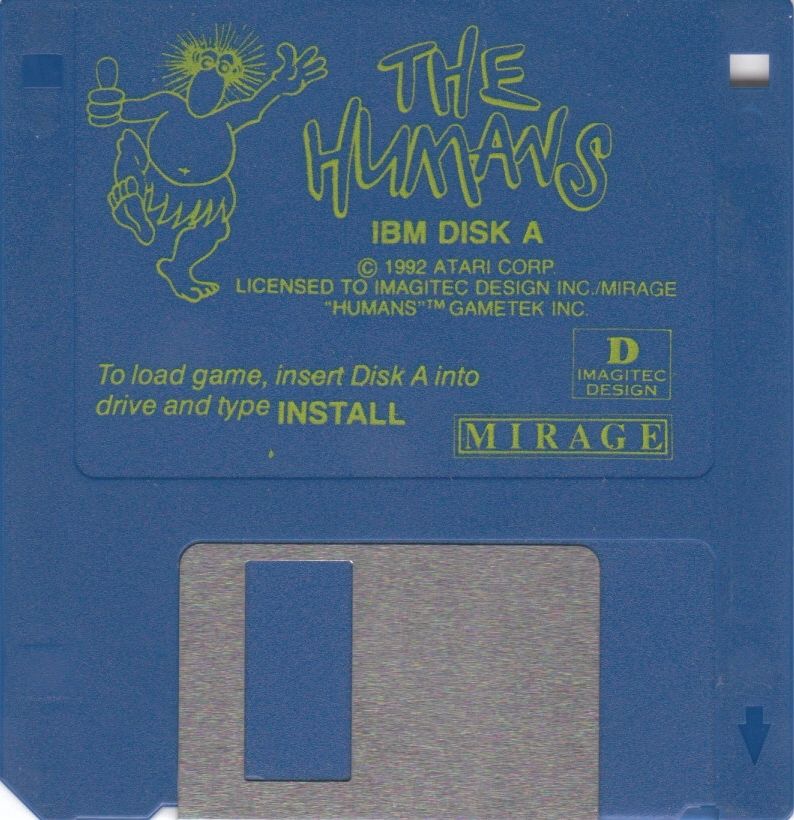 THE
HUMANS
IBM DISK A
© 1992 ATARI CORP.
LICENSED TO IMAGITEC DESIGN INC./MIRAGE
"HUMANS"™ GAMETEK INC.
To load game, insert Disk A into
drive and type INSTALL
D
IMAGITEC
DESIGN
MIRAGE